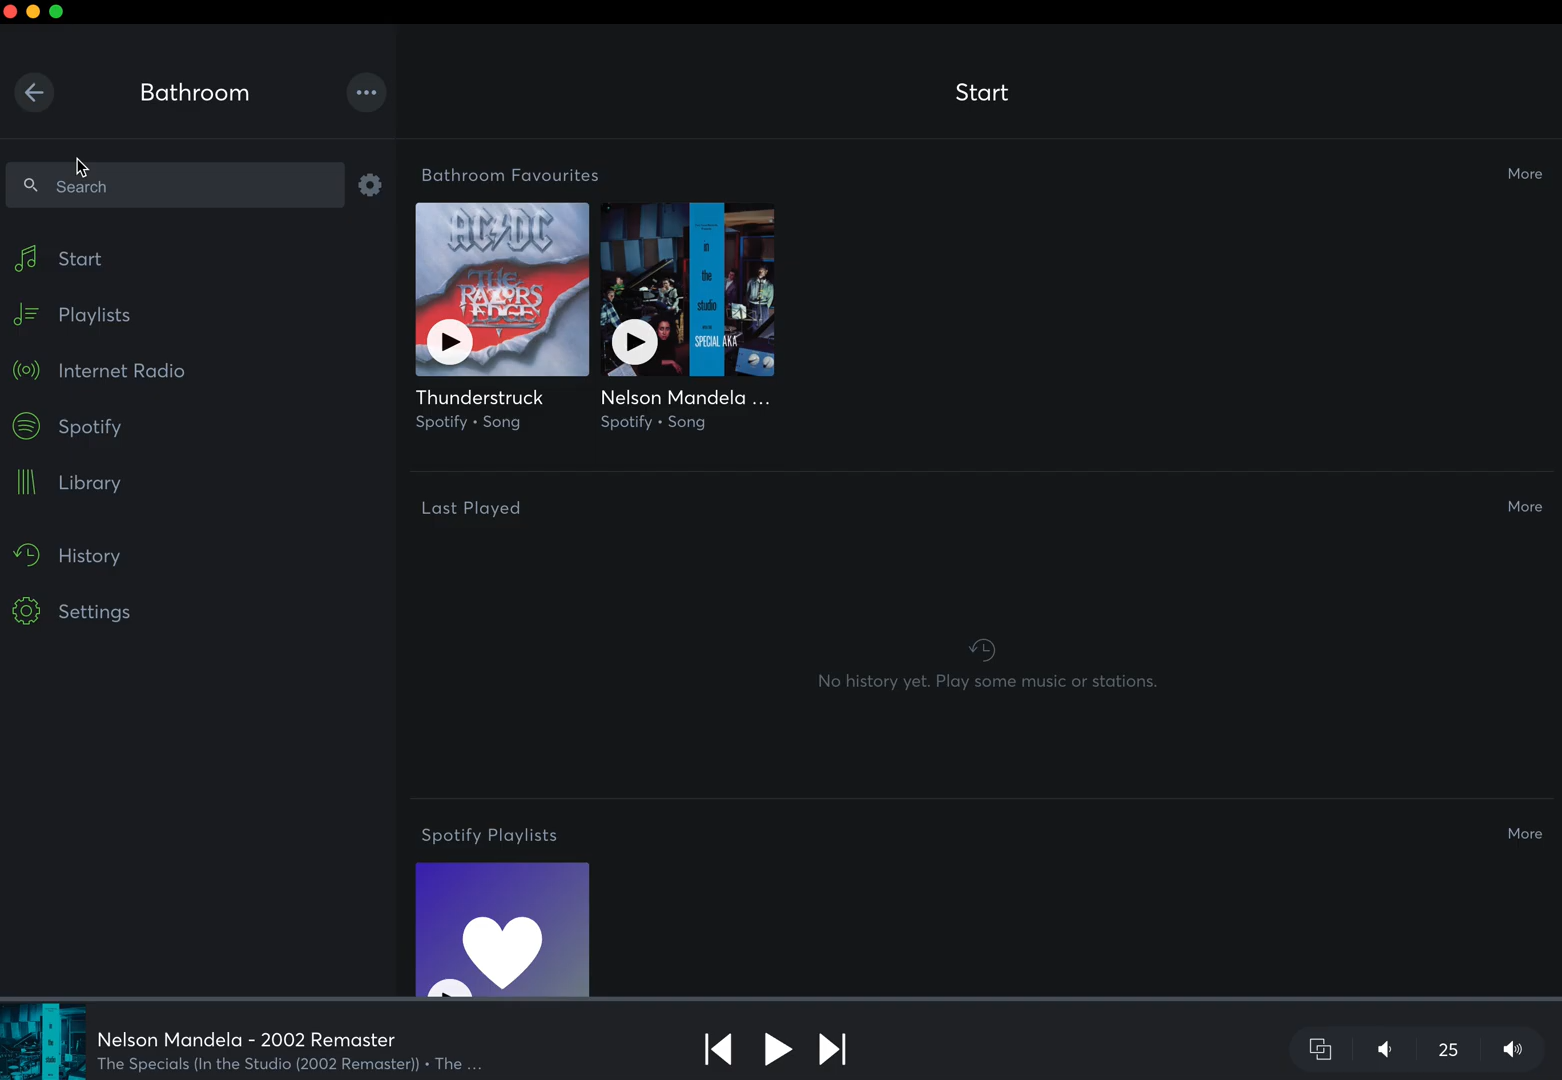 Bathroom
Search
Start
Playlists
Internet Radio
Spotify
Library
History
Settings
Start
Bathroom Favourites
More
AC/DC
THE
RAZORS
EDGE
in
the
studio
SPECIAL AKA
Thunderstruck
Spotify • Song
Nelson Mandela ...
Spotify • Song
Last Played
More
No history yet. Play some music or stations.
Spotify Playlists
More
Nelson Mandela - 2002 Remaster
The Specials (In the Studio (2002 Remaster)) • The ...
25